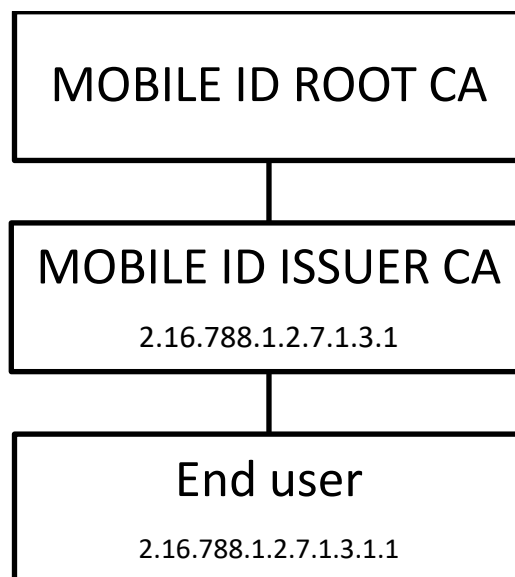 MOBILE ID ROOT CA
MOBILE ID ISSUER CA
2.16.788.1.2.7.1.3.1
End user
2.16.788.1.2.7.1.3.1.1